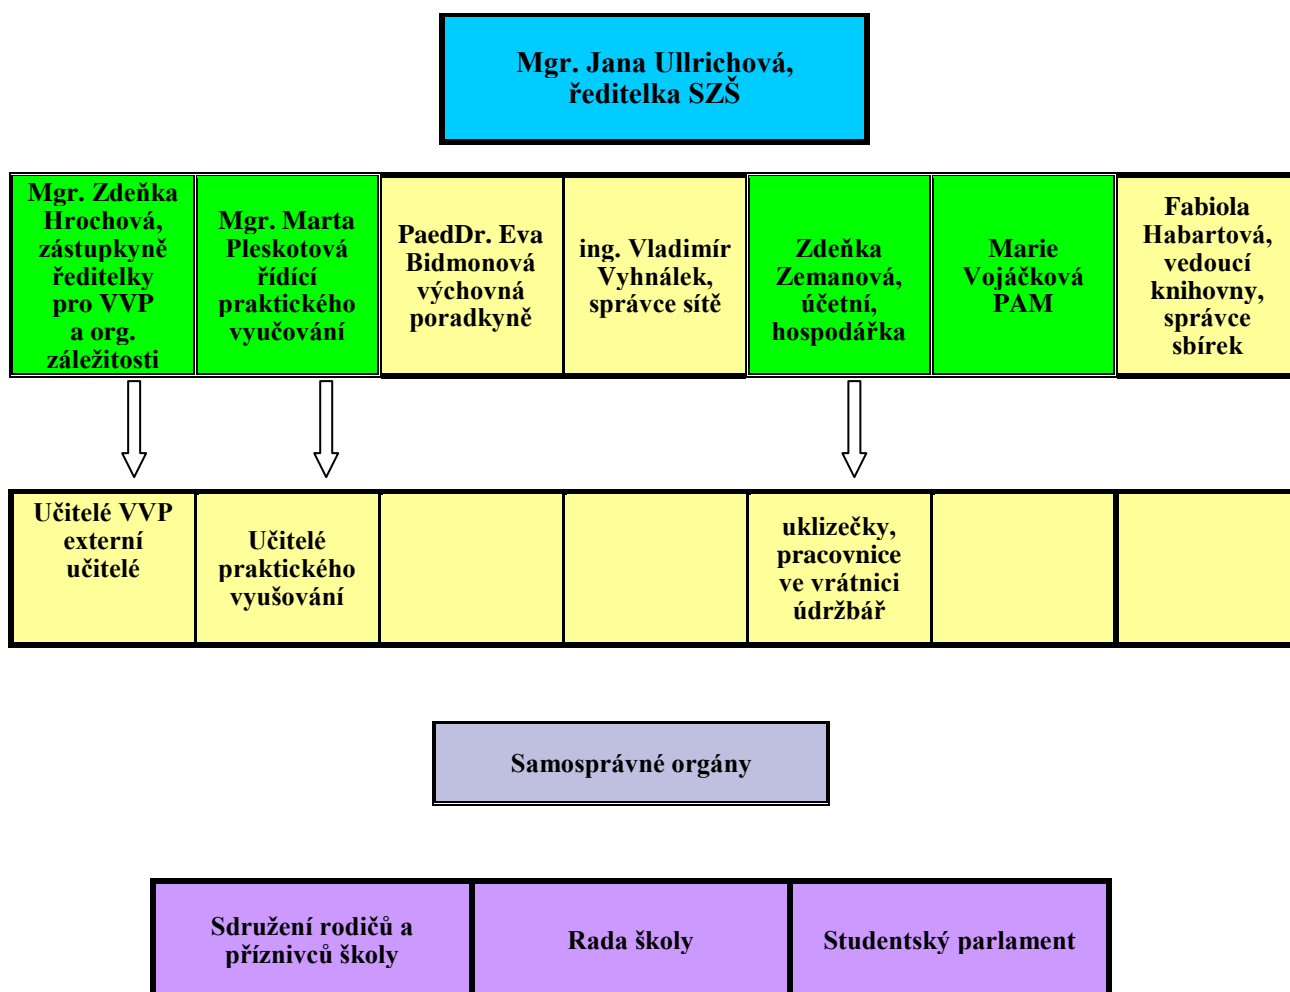 Mgr. Jana Ullrichová,
ředitelka SZŠ
Mgr. Zdeňka
Hrochová,
zástupkyně
ředitelky
pro VVP
a org.
záležitosti
Mgr. Marta
Pleskotová
řídící
praktického
vyučování
PaedDr. Eva
Bidmonová
výchovná
poradkyně
ing. Vladimír
Vyhnálek,
správce sítě
Zdeňka
Zemanová,
účetní,
hospodářka
Marie
Vojáčková
PAM
Fabiola
Habartová,
vedoucí
knihovny,
správce
sbírek
Učitelé VVP
externí
učitelé
Učitelé
praktického
vyušování
uklizečky,
pracovnice
ve vrátnici
údržbář
Samosprávné orgány
Sdružení rodičů a
příznivců školy
Rada školy
Studentský parlament